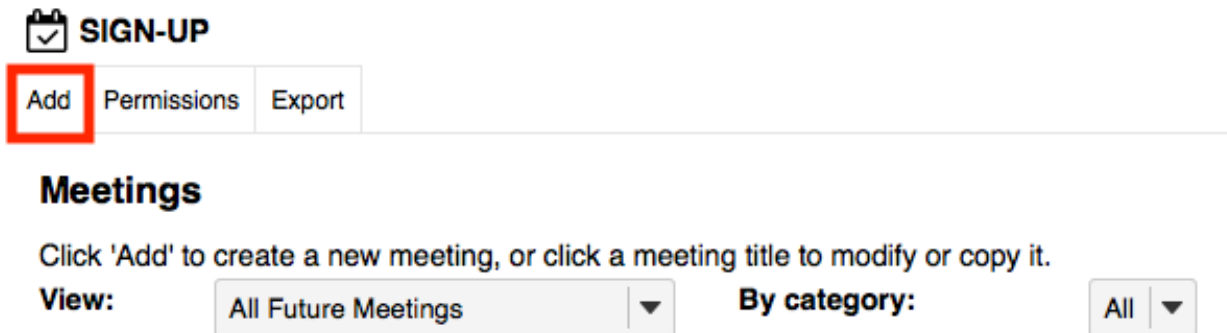 SIGN-UP
Add Permissions Export
Meetings
Click 'Add' to create a new meeting, or click a meeting title to modify or copy it.
View: All Future Meetings By category: All